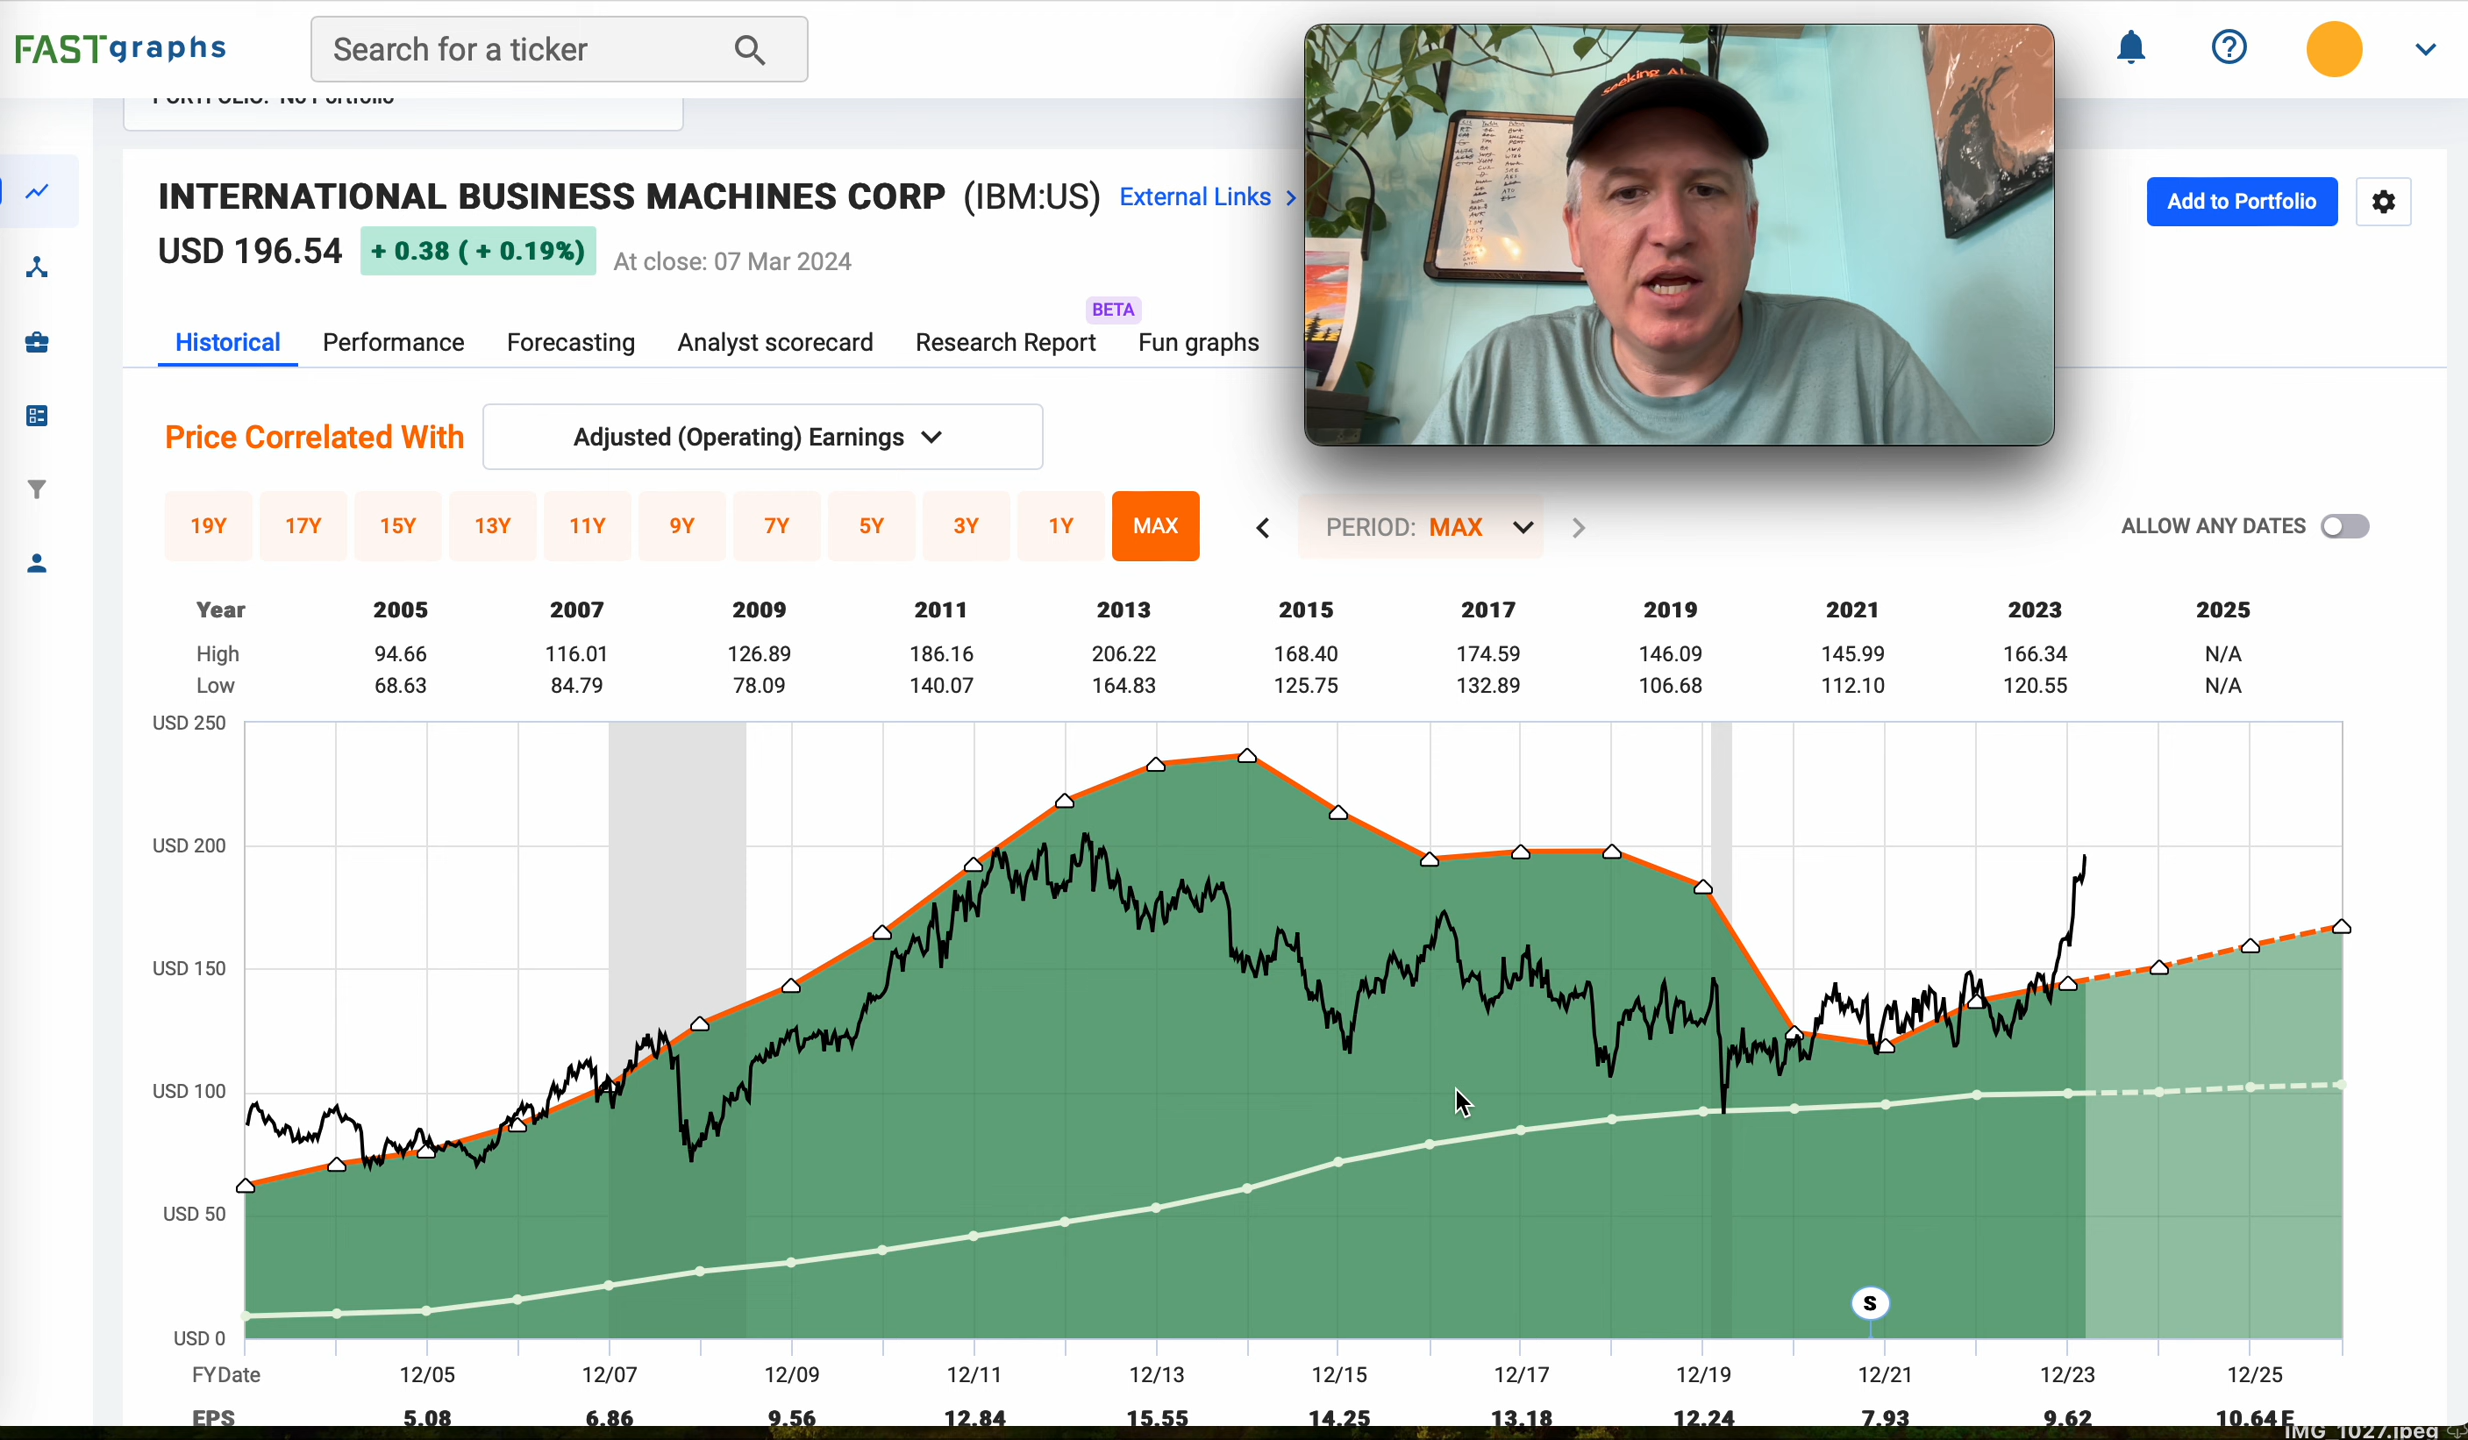 FASTgraphs
Search for a ticker
PORTFOLIO: No Portfolio
INTERNATIONAL BUSINESS MACHINES CORP (IBM:US) External Links
Add to Portfolio
USD 196.54 + 0.38 ( + 0.19%) At close: 07 Mar 2024
BETA
Historical Performance Forecasting Analyst scorecard Research Report Fun graphs
Price Correlated With Adjusted (Operating) Earnings
19Y 17Y 15Y 13Y 11Y 9Y 7Y 5Y 3Y 1Y MAX PERIOD: MAX ALLOW ANY DATES
Year 2005 2007 2009 2011 2013 2015 2017 2019 2021 2023 2025
High 94.66 116.01 126.89 186.16 206.22 168.40 174.59 146.09 145.99 166.34 N/A
Low 68.63 84.79 78.09 140.07 164.83 125.75 132.89 106.68 112.10 120.55 N/A
USD 250
USD 200
USD 150
USD 100
USD 50
S
USD 0
FYDate 12/05 12/07 12/09 12/11 12/13 12/15 12/17 12/19 12/21 12/23 12/25
EPS 5.08 6.86 9.56 12.84 15.55 14.25 13.18 12.24 7.93 9.62 10.64E
IMG_1027.jpeg